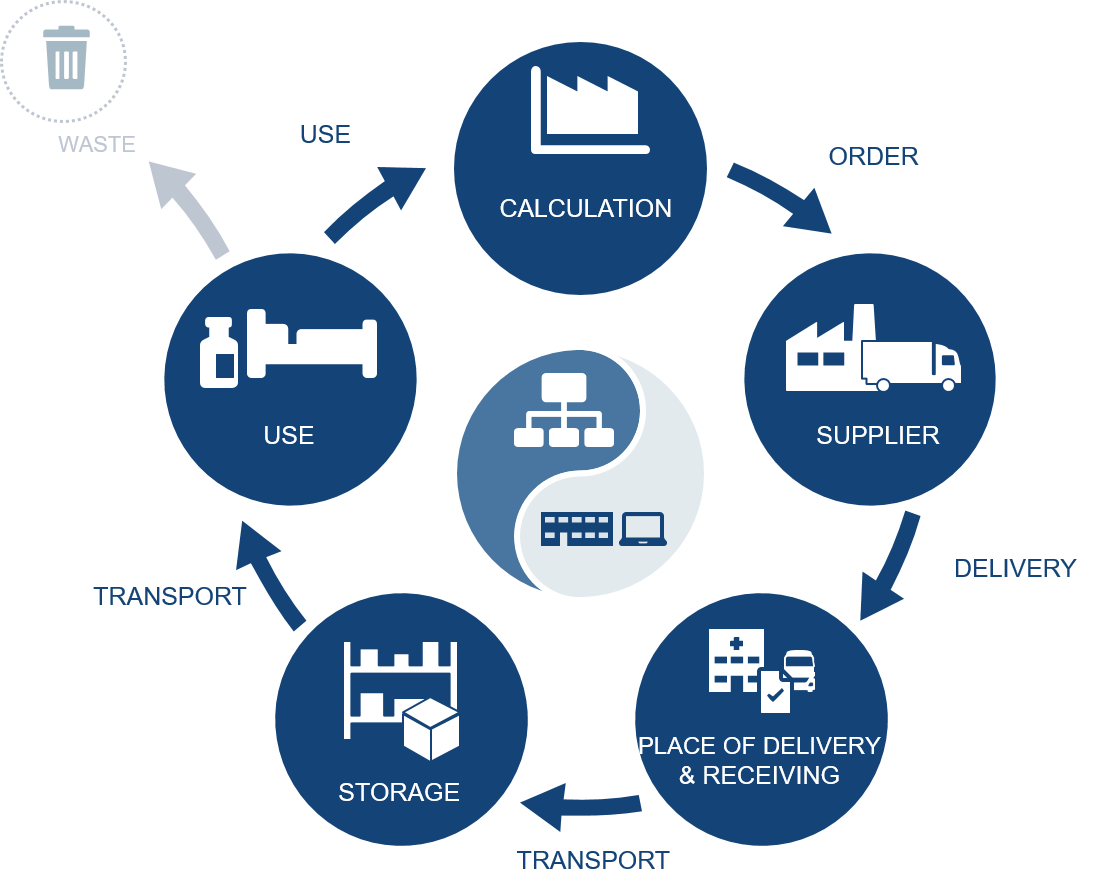 WASTE
USE
CALCULATION
ORDER
USE
SUPPLIER
DELIVERY
TRANSPORT
PLACE OF DELIVERY
& RECEIVING
STORAGE
TRANSPORT